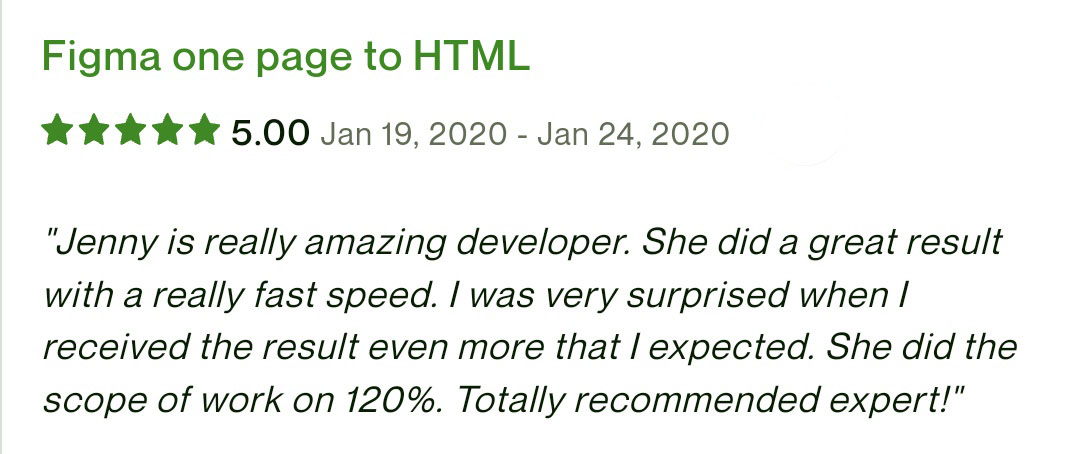 Figma one page to HTML
5.00 Jan 19, 2020 - Jan 24, 2020
"Jenny is really amazing developer. She did a great result
with a really fast speed. I was very surprised when I
received the result even more that I expected. She did the
scope of work on 120%. Totally recommended expert!"